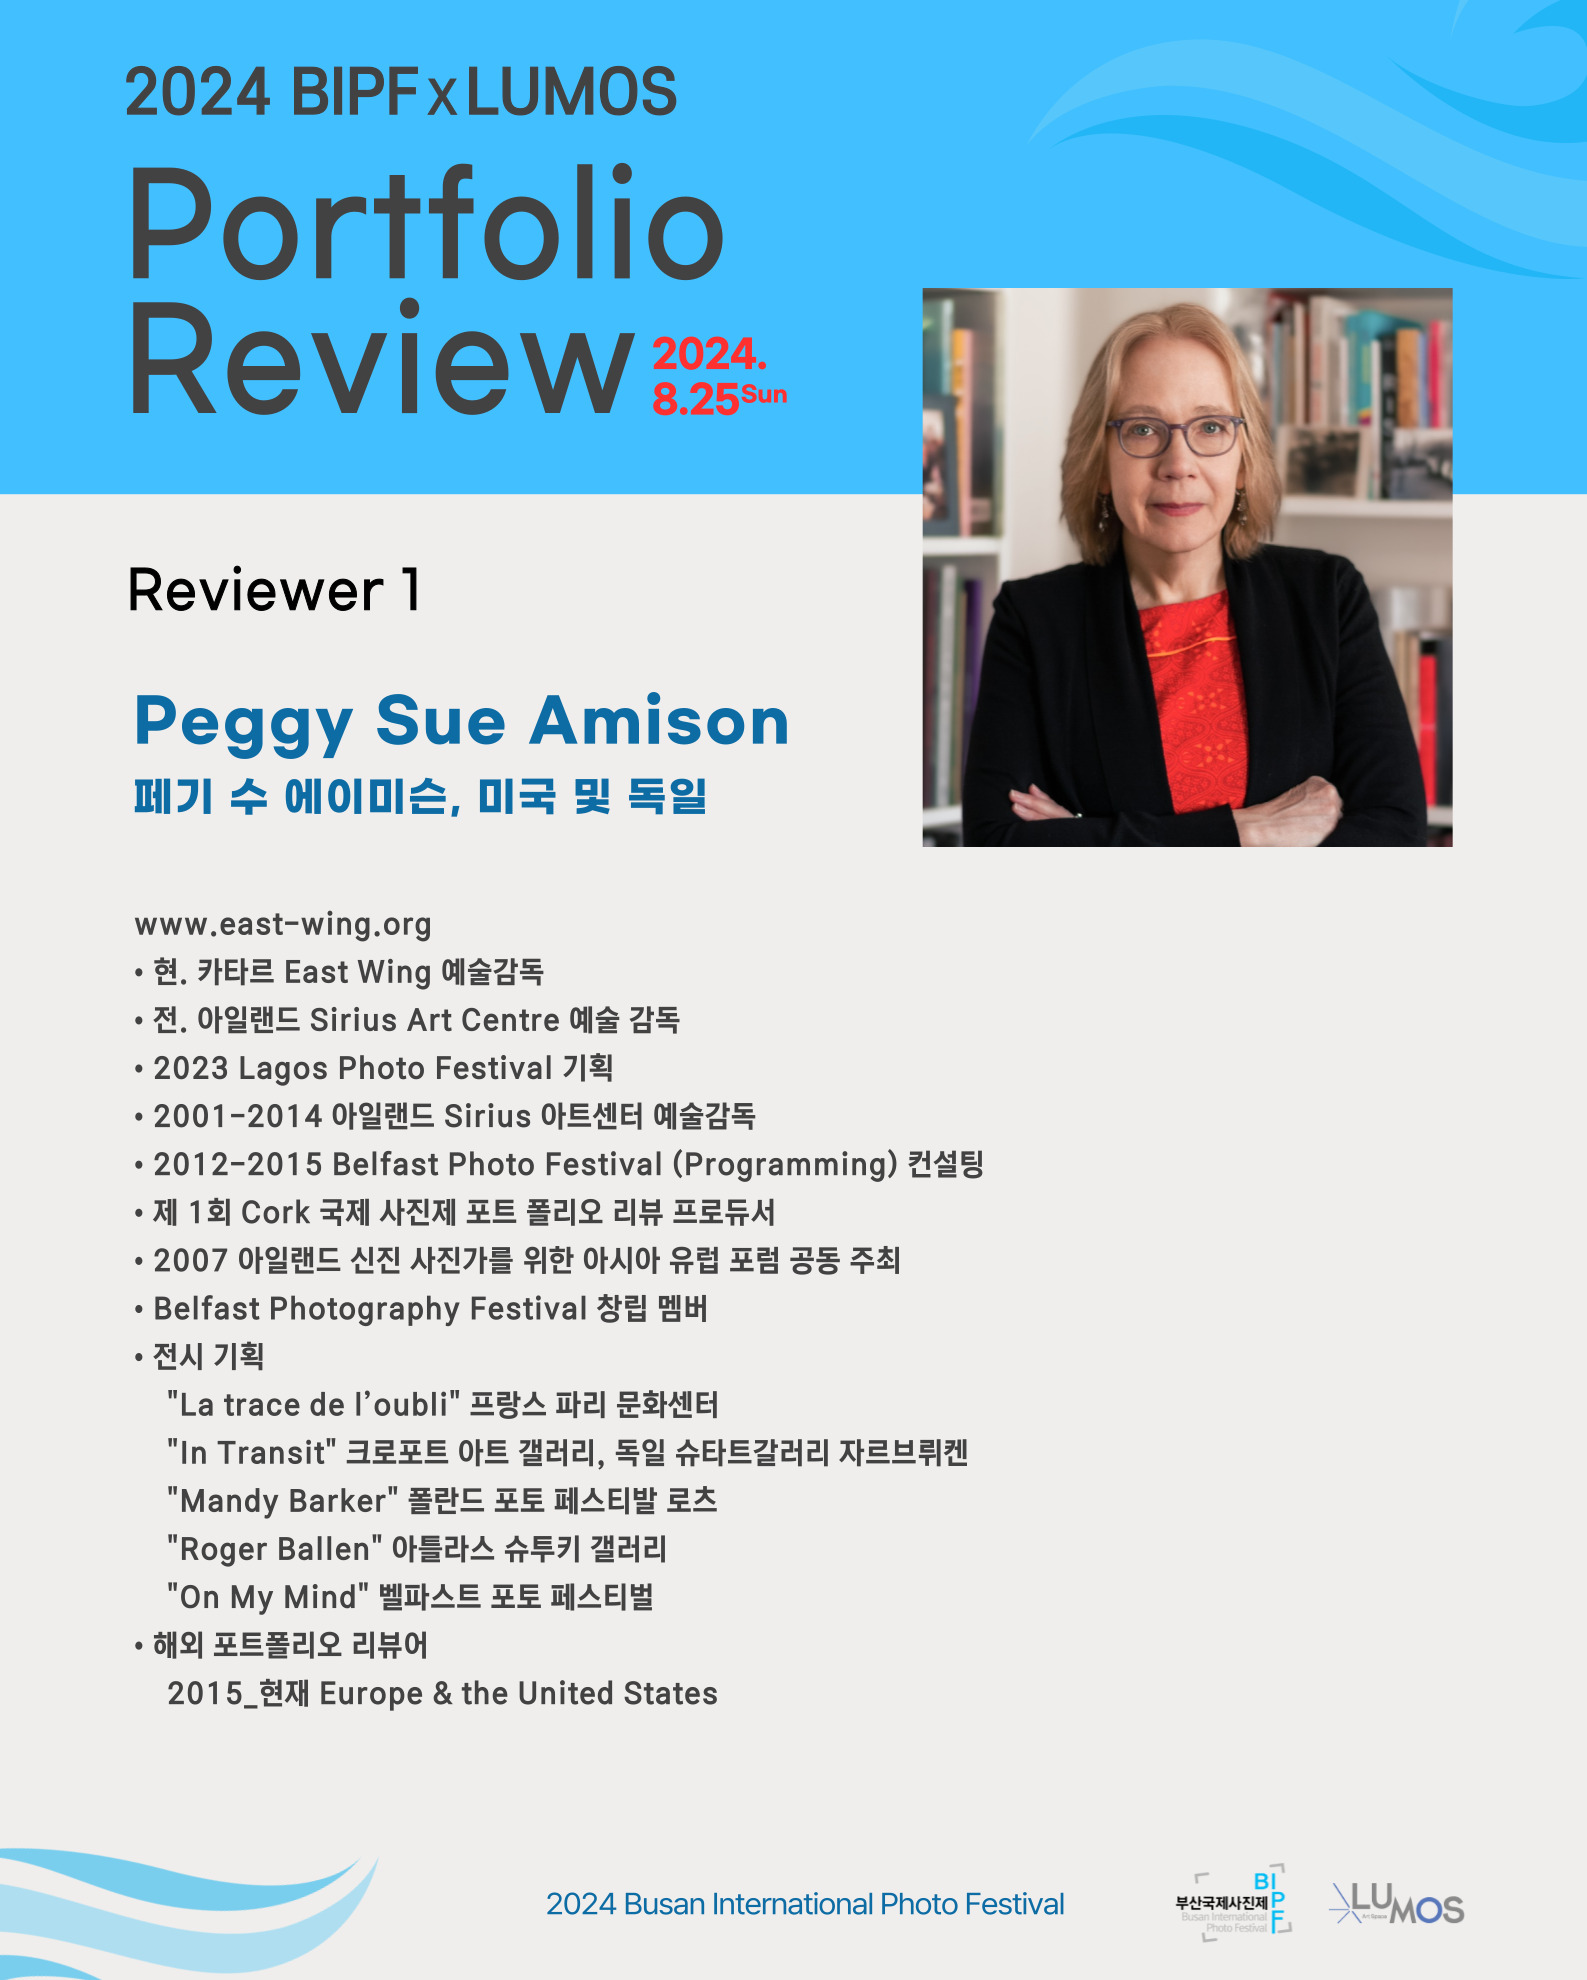 2024 BIPF x LUMOS
Portfolio
Review
2024.
8.25Sun
Reviewer 1
Peggy Sue Amison
페기 수 에이미슨, 미국 및 독일
www.east-wing.org
• 현. 카타르 East Wing 예술감독
• 전. 아일랜드 Sirius Art Centre 예술 감독
• 2023 Lagos Photo Festival 기획
• 2001-2014 아일랜드 Sirius 아트센터 예술감독
• 2012-2015 Belfast Photo Festival (Programming) 컨설팅
• 제 1회 Cork 국제 사진제 포트 폴리오 리뷰 프로듀서
• 2007 아일랜드 신진 사진가를 위한 아시아 유럽 포럼 공동 주최
• Belfast Photography Festival 창립 멤버
• 전시 기획
"La trace de l’oubli" 프랑스 파리 문화센터
"In Transit" 크로포트 아트 갤러리, 독일 슈타트갈러리 자르브뤼켄
"Mandy Barker" 폴란드 포토 페스티발 로츠
"Roger Ballen" 아틀라스 슈투키 갤러리
"On My Mind" 벨파스트 포토 페스티벌
• 해외 포트폴리오 리뷰어
2015_현재 Europe & the United States
2024 Busan International Photo Festival
BI
P
F
부산국제사진제
Busan International
Photo Festival
LUMOS
Art Space